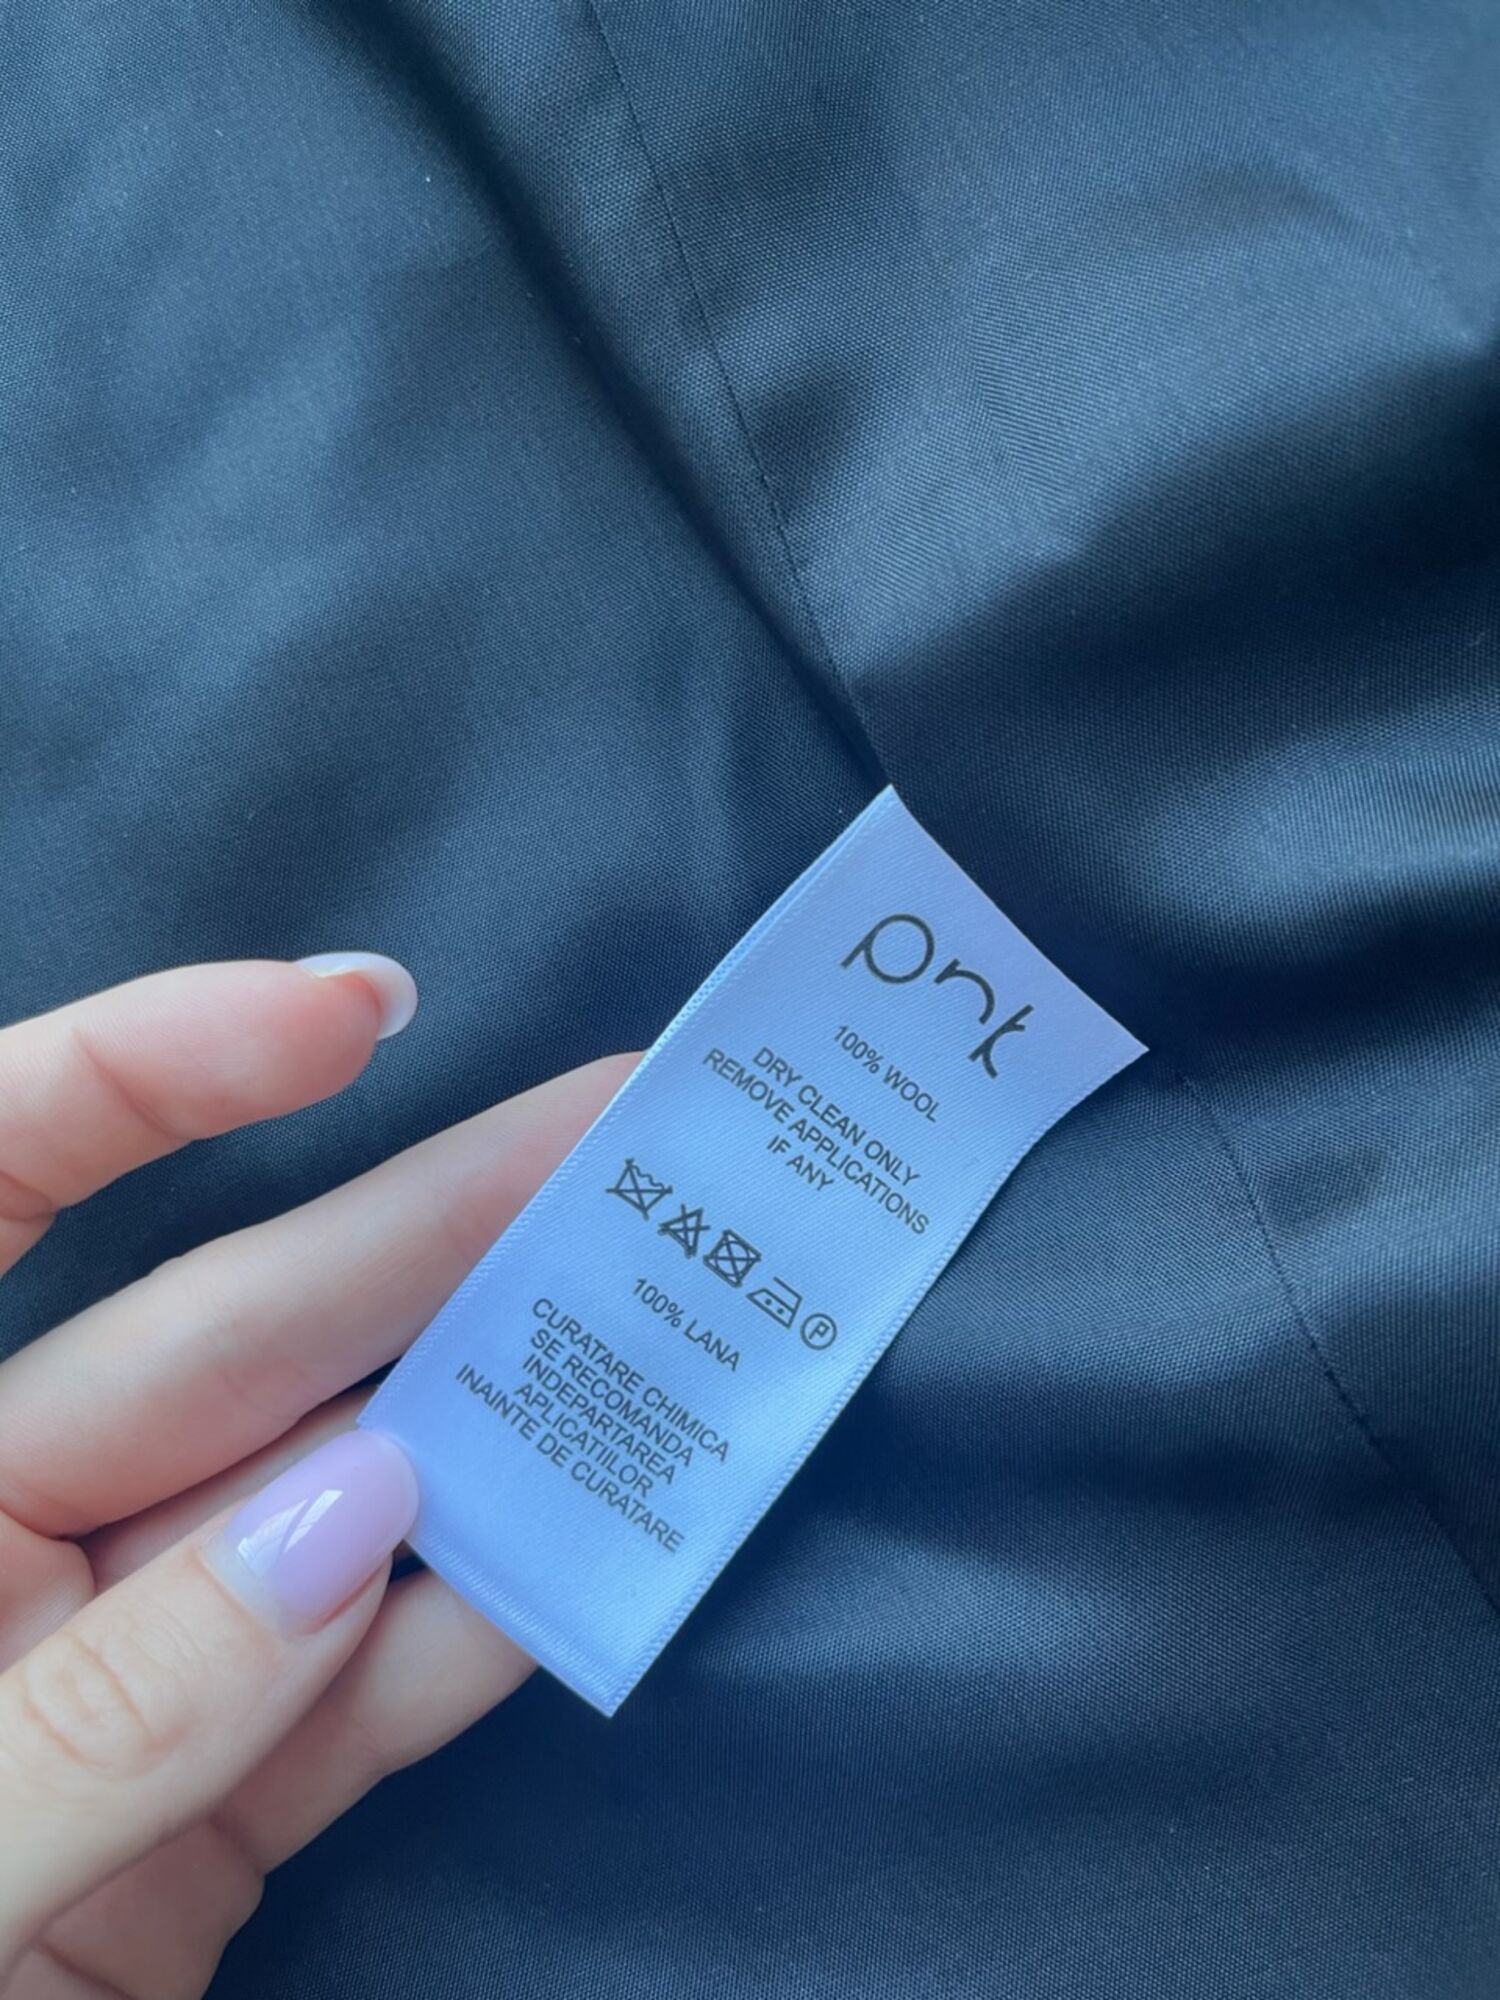 pnk
100% WOOL
DRY CLEAN ONLY
REMOVE APPLICATIONS
IF ANY
P
100% LANA
CURATARE CHIMICA
SE RECOMANDA
INDEPARTAREA
APLICATIILOR
INAINTE DE CURATARE